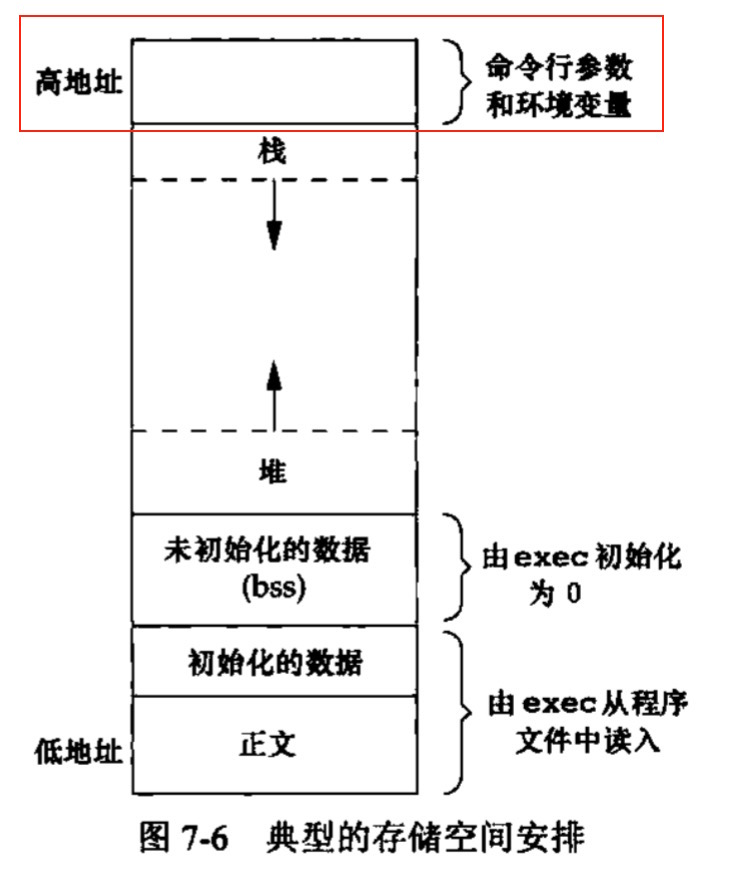 高地址
命令行参数
和环境变量
栈
堆
未初始化的数据
(bss)
由exec初始化
为 0
初始化的数据
由exec从程序
文件中读入
低地址
正文
图 7-6 典型的存储空间安排